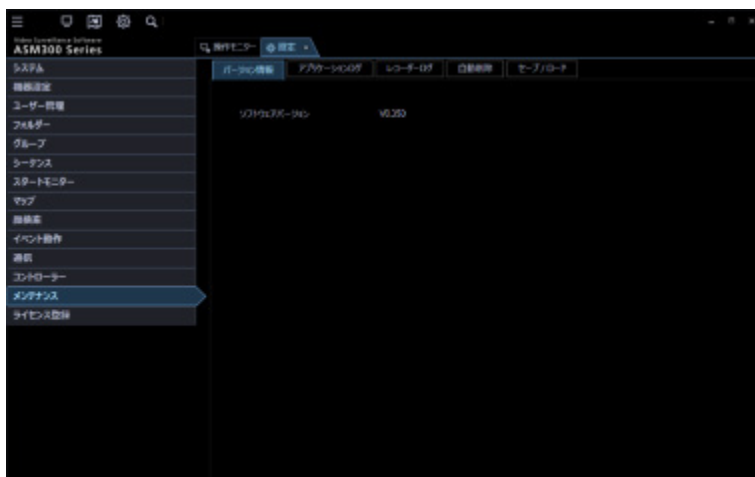 Video Surveillance Software
ASM300 Series
操作モニター
設定
システム
機器設定
ユーザー管理
フォルダー
グループ
シーケンス
スタートモニター
マップ
顔検索
イベント動作
通信
コントローラー
メンテナンス
ライセンス登録
バージョン情報
アプリケーションログ
レコーダーログ
自動削除
セーブ/ロード
ソフトウェアバージョン
V0.350